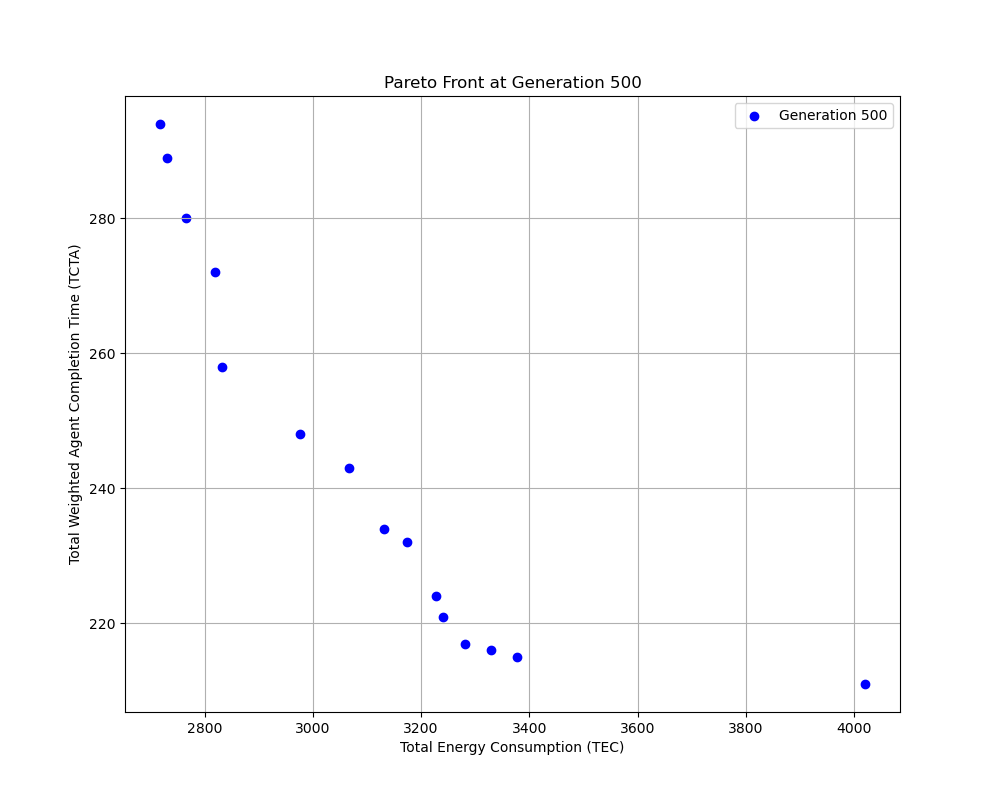 Pareto Front at Generation 500
Generation 500
Total Weighted Agent Completion Time (TCTA)
280
260
240
220
2800 3000 3200 3400 3600 3800 4000
Total Energy Consumption (TEC)